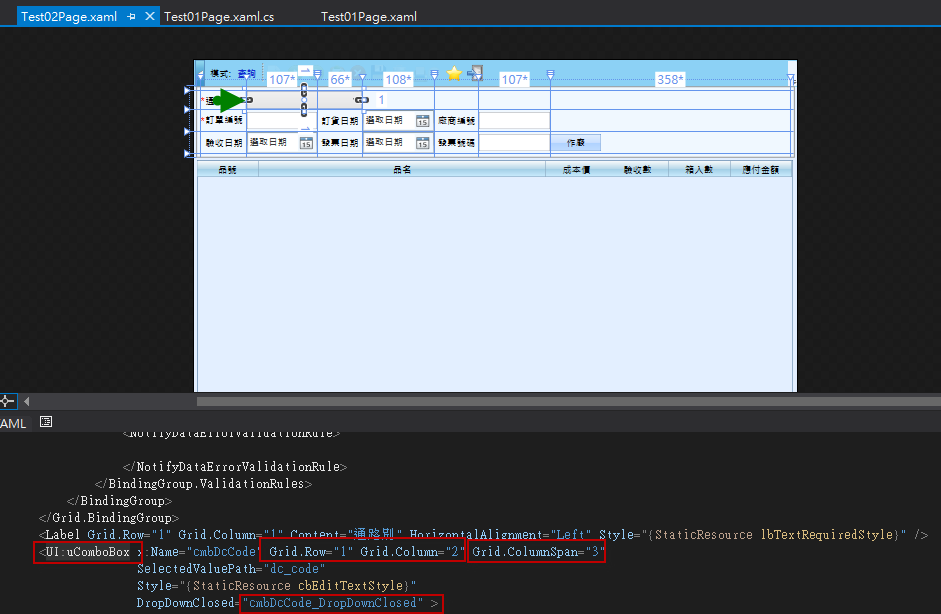 Test02Page.xaml
Test01Page.xaml.cs
Test01Page.xaml
模式: 查詢
107* 66* 108* 107* 358*
*通
1
*訂單編號 訂貨日期 選取日期 15 廠商編號
驗收日期 選取日期 15 發票日期 選取日期 15 發票號碼 作廢
品號 品名 成本價 驗收數 箱入數 應付金額
AML
<NotifyDataErrorValidationRule>
</NotifyDataErrorValidationRule>
</BindingGroup.ValidationRules>
</BindingGroup>
</Grid.BindingGroup>
<Label Grid.Row="1" Grid.Column="1" Content="通路別" HorizontalAlignment="Left" Style="{StaticResource lbTextRequiredStyle}" />
<UI:uComboBox x:Name="cmbDcCode" Grid.Row="1" Grid.Column="2" Grid.ColumnSpan="3"
SelectedValuePath="dc_code"
Style="{StaticResource cbEditTextStyle}"
DropDownClosed="cmbDcCode_DropDownClosed" >